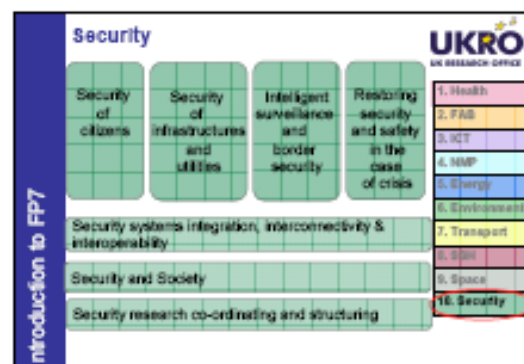 Security
UKRO
UK RESEARCH OFFICE
Security
of
citizens
Security
of
infrastructures
and
utilities
Intelligent
surveillance
and
border
security
Restoring
security
and safety
in the
case
of crisis
Security systems integration, interconnectivity &
interoperability
Security and Society
Security research co-ordinating and structuring
1. Health
2. FAB
3. ICT
4. NMP
5. Energy
6. Environment
7. Transport
8. SSH
9. Space
10. Security
ntroduction to FP7